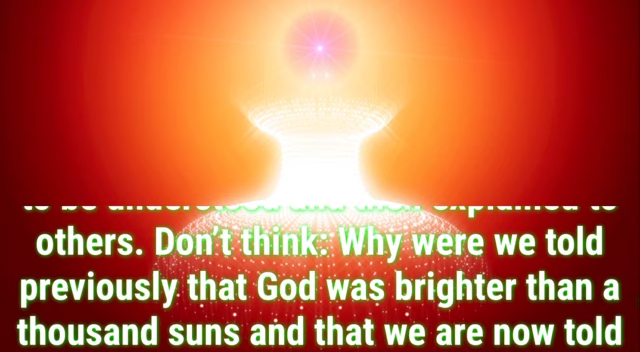 to be understood and then explained to
others. Don't think: Why were we told
previously that God was brighter than a
thousand suns and that we are now told